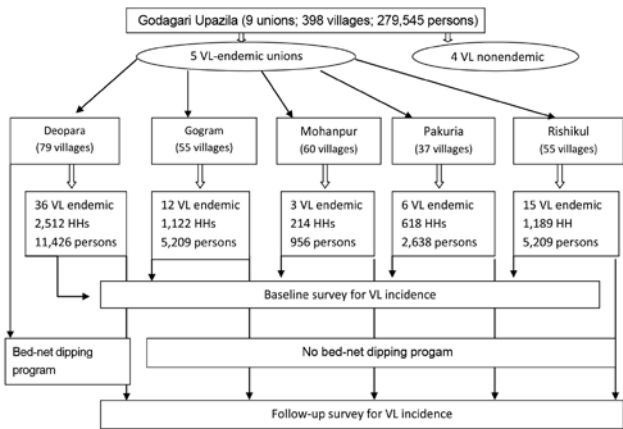 Godagari Upazila (9 unions; 398 villages; 279,545 persons)
5 VL-endemic unions
4 VL nonendemic
Deopara
(79 villages)
Gogram
(55 villages)
Mohanpur
(60 villages)
Pakuria
(37 villages)
Rishikul
(55 villages)
36 VL endemic
2,512 HHs
11,426 persons
12 VL endemic
1,122 HHs
5,209 persons
3 VL endemic
214 HHs
956 persons
6 VL endemic
618 HHs
2,638 persons
15 VL endemic
1,189 HH
5,209 persons
Baseline survey for VL incidence
Bed-net dipping
program
No bed-net dipping progam
Follow-up survey for VL incidence